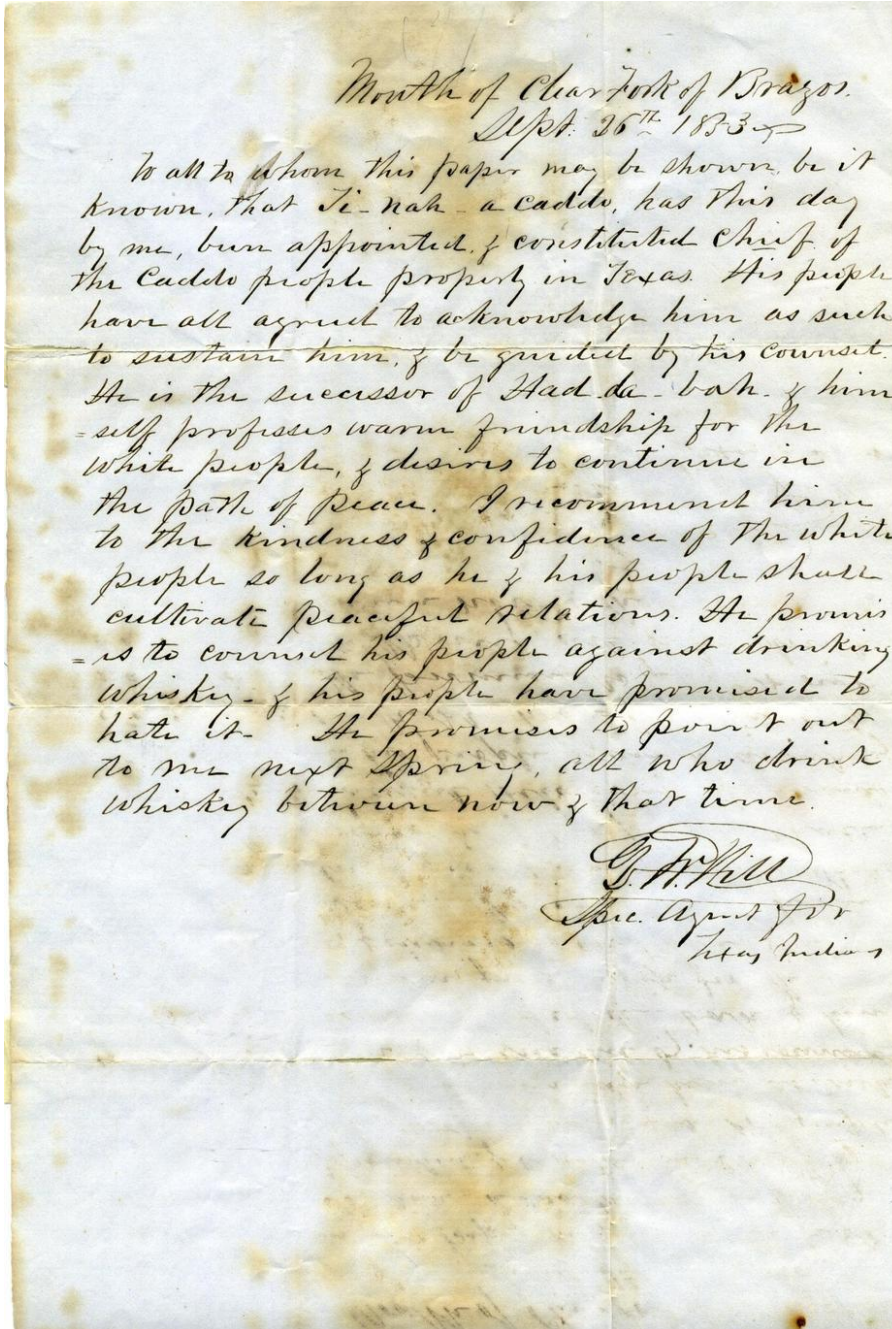 Mouth of Clear Fork of Brazos.
Sept. 26th 1853
To all to whom this paper may be shown, be it
known, that Ti-nah - a Caddo, has this day
by me, been appointed, & constituted Chief of
the Caddo people properly in Texas. His people
have all agreed to acknowledge him as such
to sustain him, & be guided by his counsel.
He is the successor of Had-da-bah. & him
=self professes warm friendship for the
white people, & desires to continue in
the path of peace. I recommend him
to the kindness & confidence of the white
people so long as he & his people shall
cultivate peaceful relations. He promis
=es to counsel his people against drinking
whiskey - & his people have promised to
hate it - He promises to point out
to me next Spring, all who drink
whiskey between now & that time.
G. W. Hill
Spec. Agent for
Texas Indians